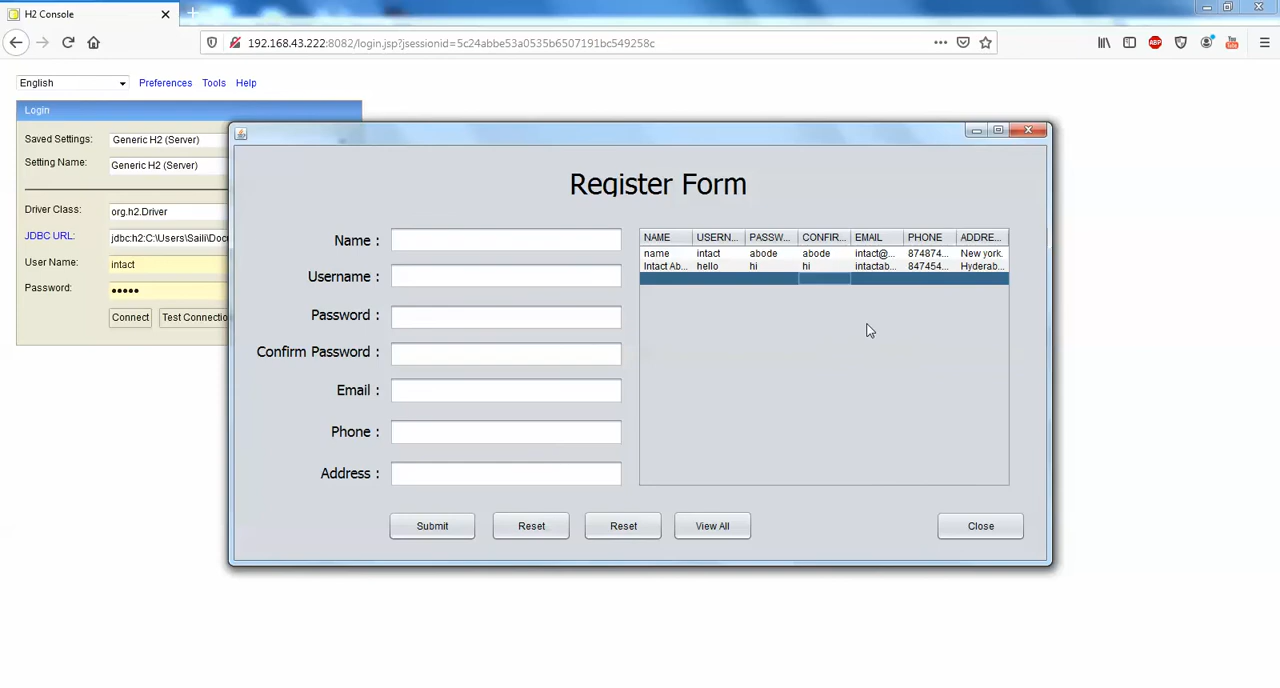 H2 Console
192.168.43.222:8082/login.jsp?jsessionid=5c24abbe53a0535b6507191bc549258c
English Preferences Tools Help
Login
Saved Settings: Generic H2 (Server)
Setting Name: Generic H2 (Server)
Driver Class: org.h2.Driver
JDBC URL: jdbc:h2:C:\Users\Saili\Docu
User Name: intact
Password: •••••
Connect Test Connectio
Register Form
Name :
Username :
Password :
Confirm Password :
Email :
Phone :
Address :
NAME USERN... PASSW... CONFIR... EMAIL PHONE ADDRE...
name intact abode abode intact@... 874874... New york.
Intact Ab... hello hi hi intactab... 847454... Hyderab...
Submit Reset Reset View All Close